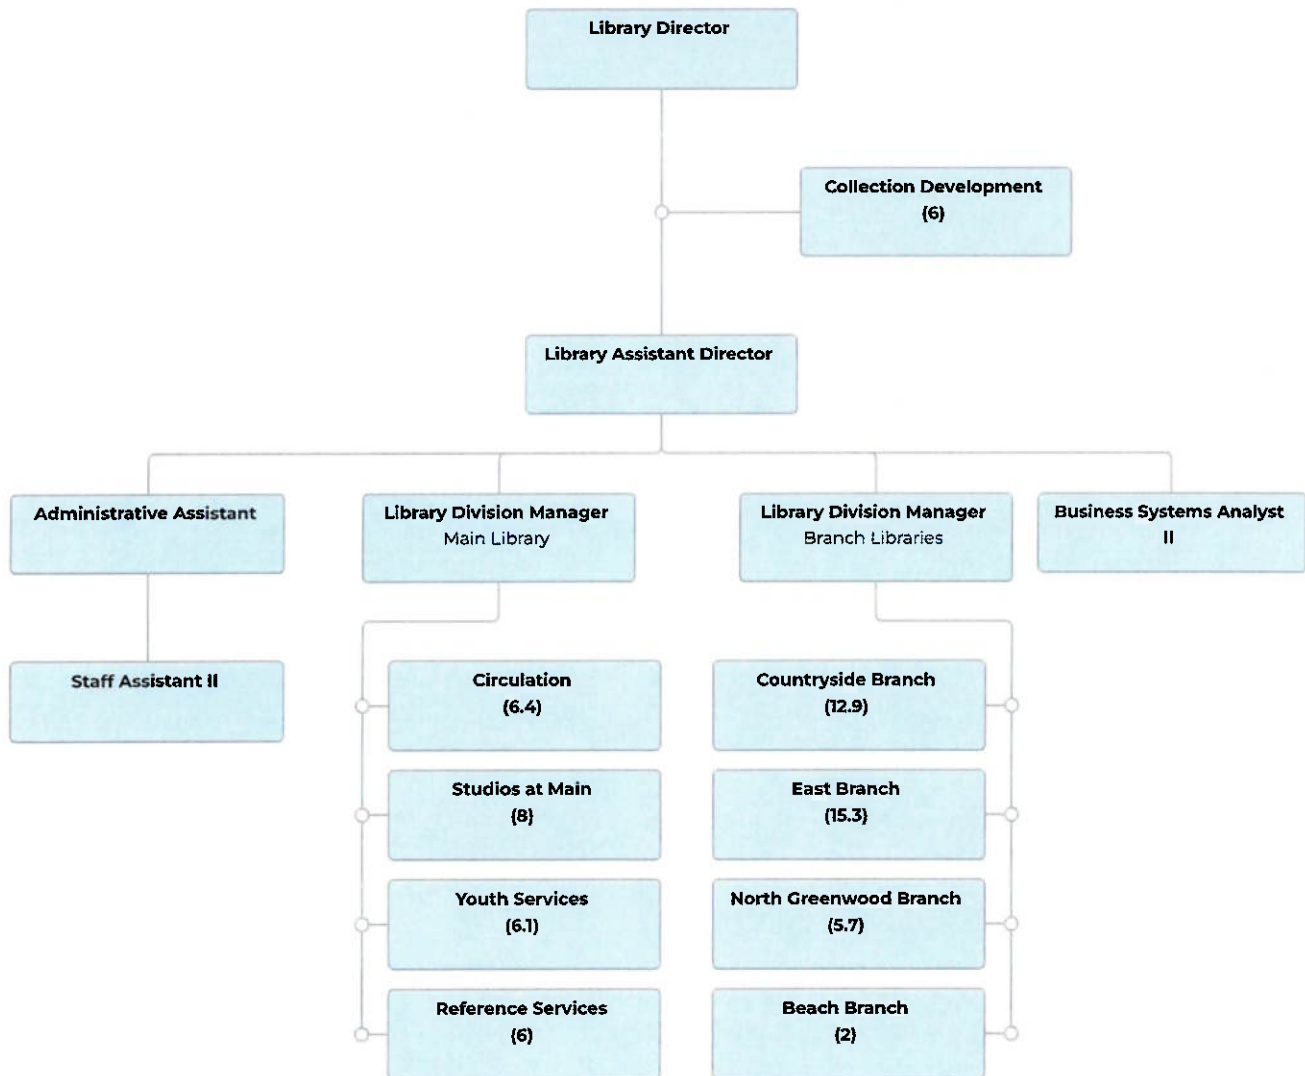 Library Director
Collection Development
(6)
Library Assistant Director
Administrative Assistant
Library Division Manager
Main Library
Library Division Manager
Branch Libraries
Business Systems Analyst
II
Staff Assistant II
Circulation
(6.4)
Studios at Main
(8)
Youth Services
(6.1)
Reference Services
(6)
Countryside Branch
(12.9)
East Branch
(15.3)
North Greenwood Branch
(5.7)
Beach Branch
(2)